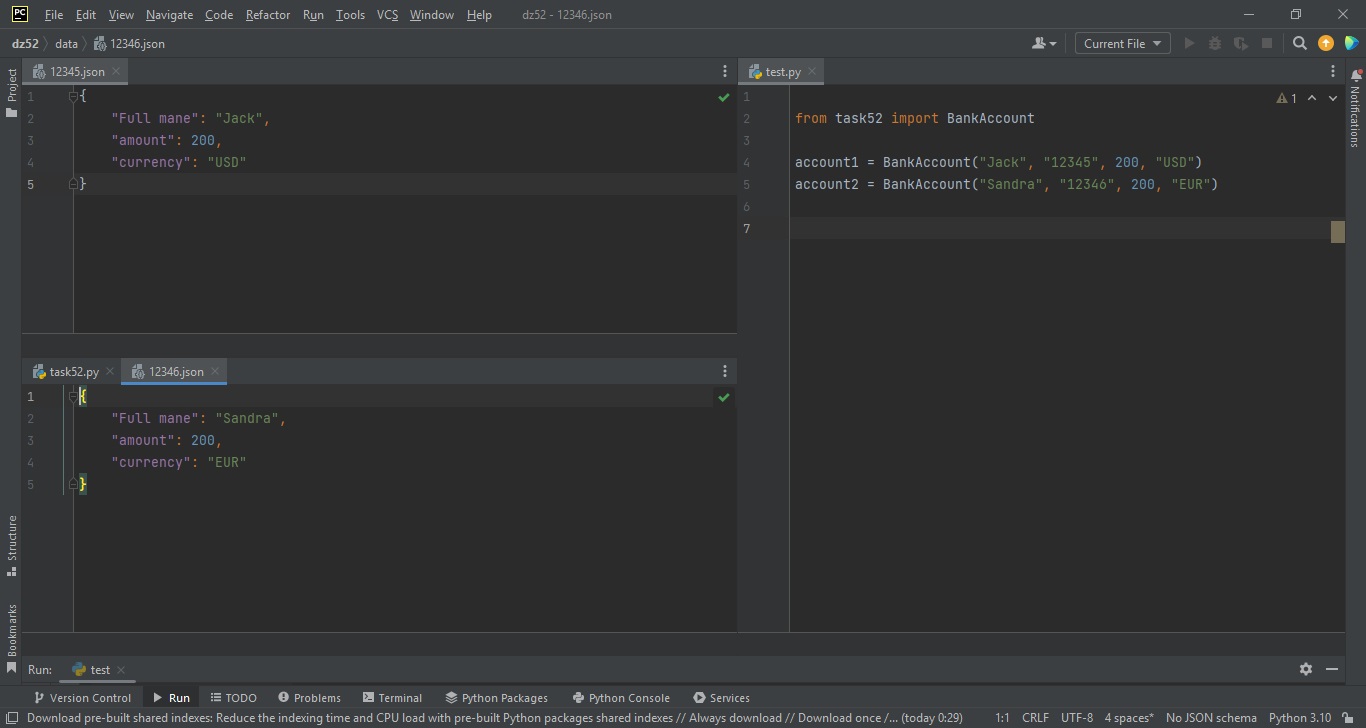 PC File Edit View Navigate Code Refactor Run Tools VCS Window Help dz52 - 12346.json
dz52 data 12346.json Current File
Project
12345.json
1 {
2 "Full mane": "Jack",
3 "amount": 200,
4 "currency": "USD"
5 }
task52.py 12346.json
1 {
2 "Full mane": "Sandra",
3 "amount": 200,
4 "currency": "EUR"
5 }
test.py
1
1
2 from task52 import BankAccount
3
4 account1 = BankAccount("Jack", "12345", 200, "USD")
5 account2 = BankAccount("Sandra", "12346", 200, "EUR")
6
7
Notifications
Structure
Bookmarks
Run: test
Version Control Run TODO Problems Terminal Python Packages Python Console Services
Download pre-built shared indexes: Reduce the indexing time and CPU load with pre-built Python packages shared indexes // Always download // Download once /... (today 0:29) 1:1 CRLF UTF-8 4 spaces* No JSON schema Python 3.10